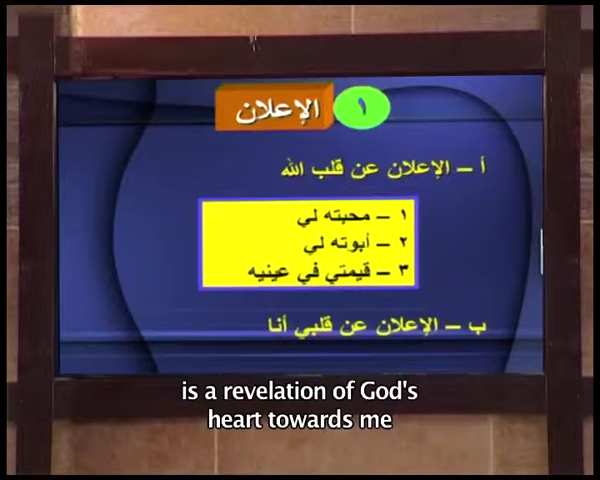 ١ الإعلان
أ – الإعلان عن قلب الله
١ – محبته لي
٢ – أبوته لي
٣ – قيمتي في عينيه
ب – الإعلان عن قلبي أنا
is a revelation of God's
heart towards me